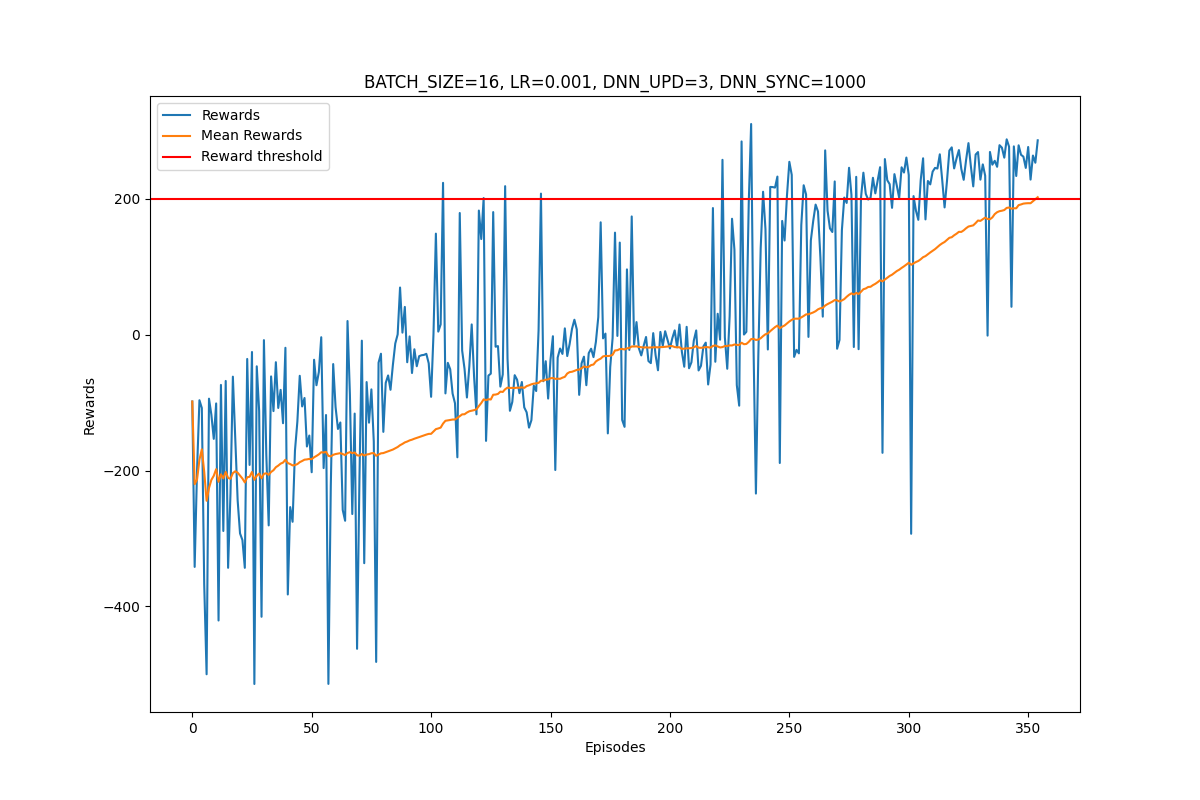 BATCH_SIZE=16, LR=0.001, DNN_UPD=3, DNN_SYNC=1000
Rewards
Mean Rewards
Reward threshold
200
0
−200
−400
Rewards
0
50
100
150
200
250
300
350
Episodes